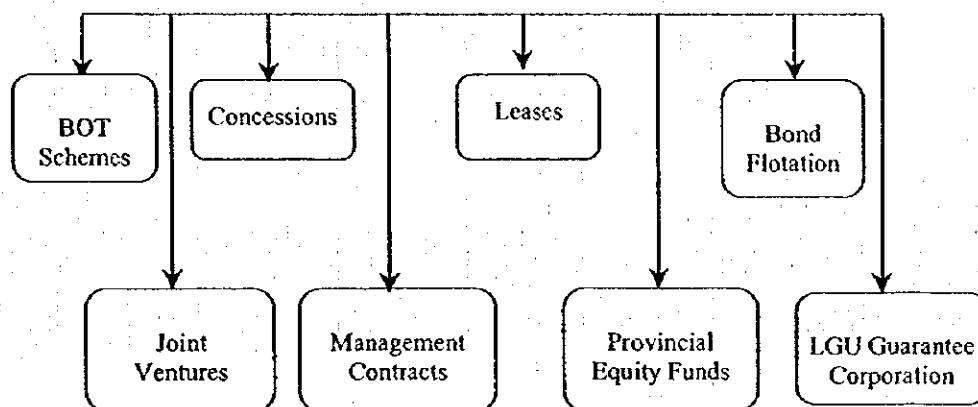 BOT
Schemes
Concessions
Leases
Bond
Flotation
Joint
Ventures
Management
Contracts
Provincial
Equity Funds
LGU Guarantee
Corporation